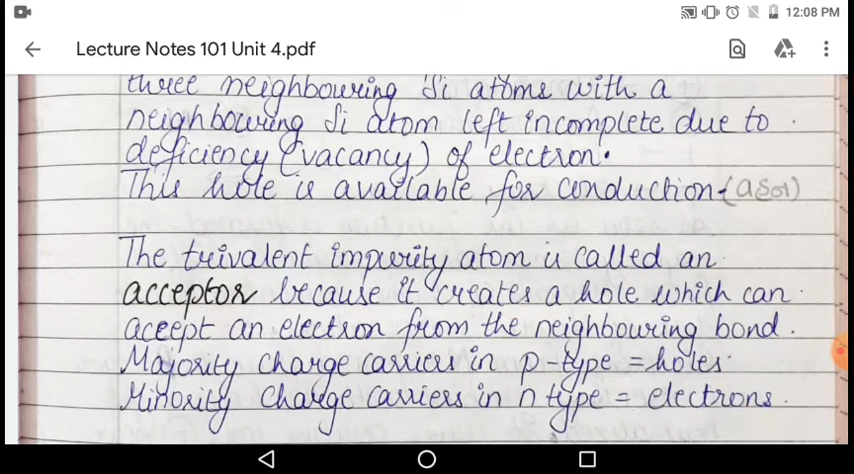 12:08 PM
Lecture Notes 101 Unit 4.pdf
three neighbouring Si atoms with a
neighbouring Si atom left incomplete due to
deficiency (vacancy) of electron.
This hole is available for conduction.
The trivalent impurity atom is called an
acceptor because it creates a hole which can
accept an electron from the neighbouring bond.
Majority charge carriers in p-type = holes.
Minority charge carriers in n type = electrons.